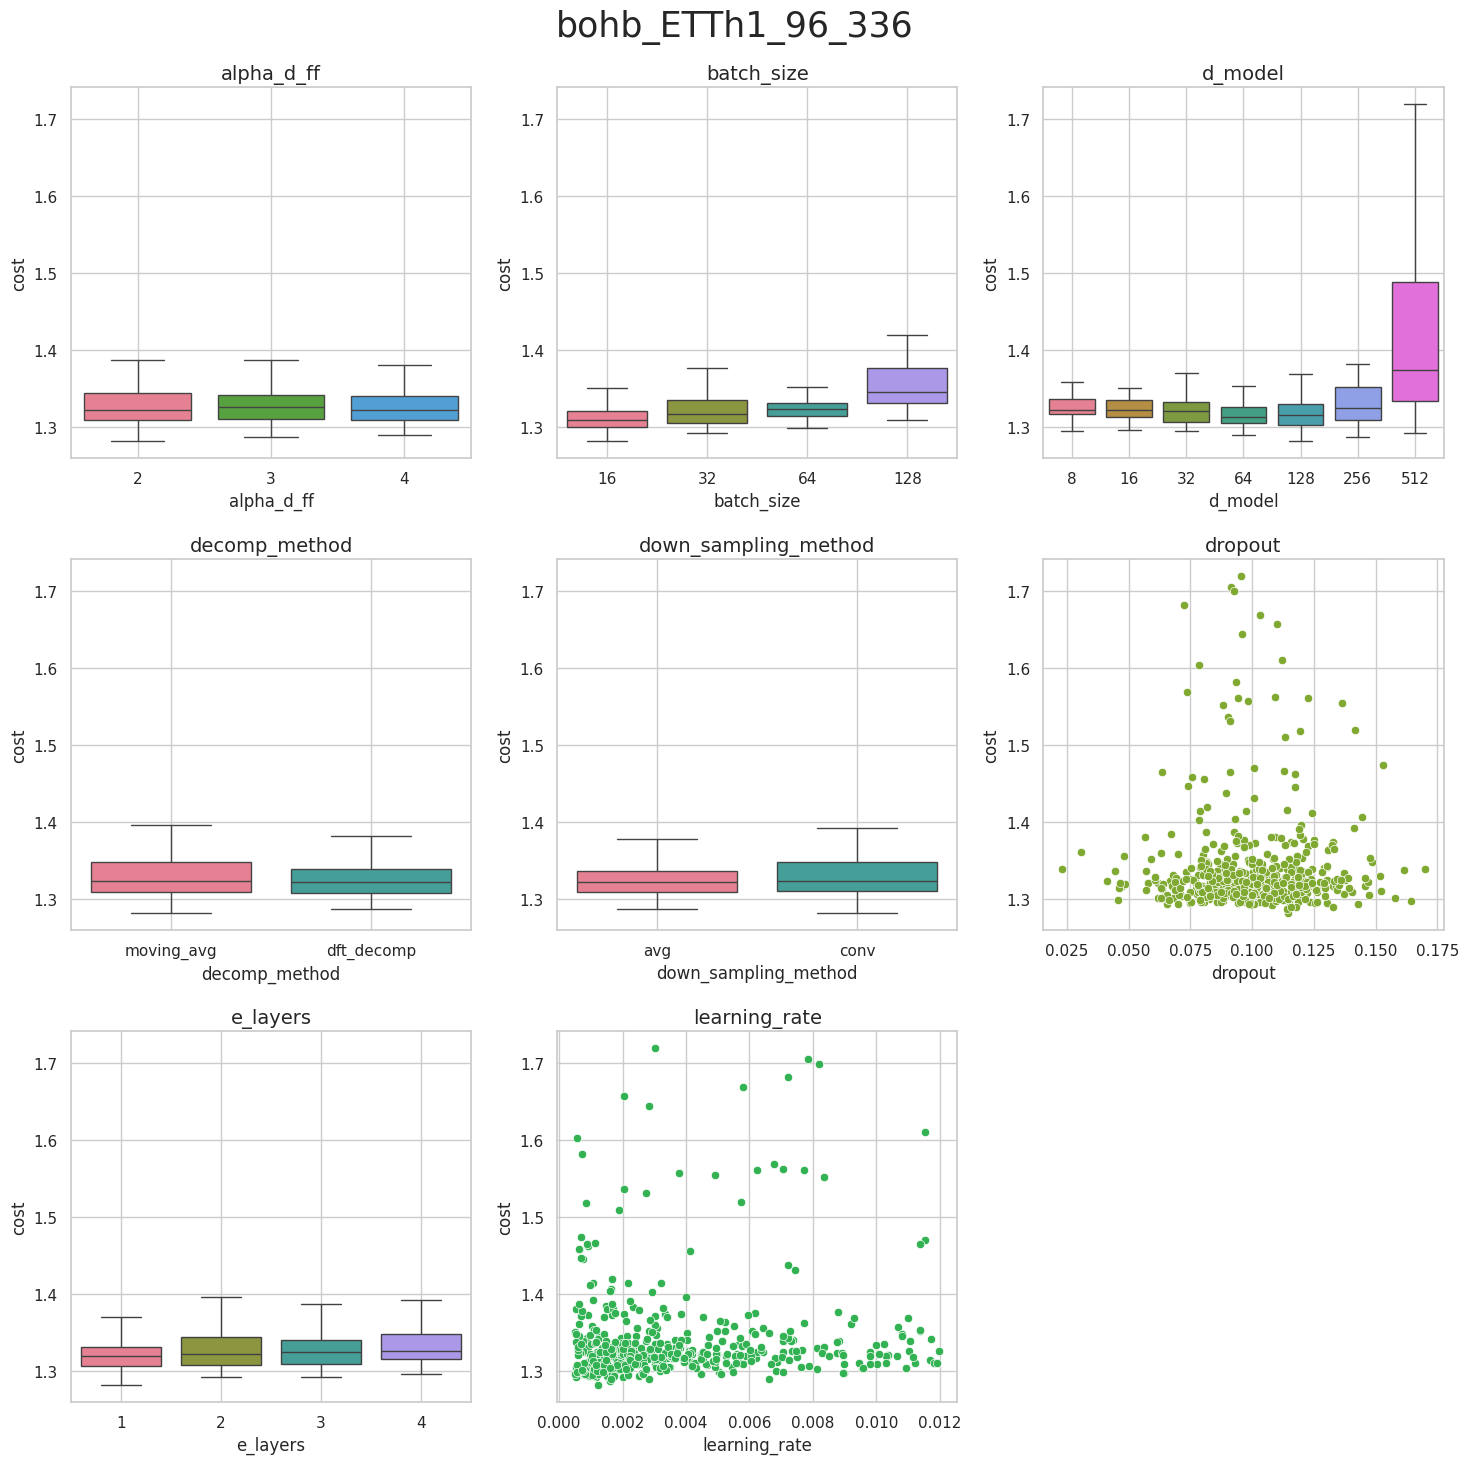 bohb_ETTh1_96_336
alpha_d_ff
batch_size
d_model
1.7
1.6
1.5
1.4
1.3
cost
2 3 4
alpha_d_ff
1.7
1.6
1.5
1.4
1.3
cost
16 32 64 128
batch_size
1.7
1.6
1.5
1.4
1.3
cost
8 16 32 64 128 256 512
d_model
decomp_method
down_sampling_method
dropout
1.7
1.6
1.5
1.4
1.3
cost
moving_avg dft_decomp
decomp_method
1.7
1.6
1.5
1.4
1.3
cost
avg conv
down_sampling_method
1.7
1.6
1.5
1.4
1.3
cost
0.025 0.050 0.075 0.100 0.125 0.150 0.175
dropout
e_layers
learning_rate
1.7
1.6
1.5
1.4
1.3
cost
1 2 3 4
e_layers
1.7
1.6
1.5
1.4
1.3
cost
0.000 0.002 0.004 0.006 0.008 0.010 0.012
learning_rate